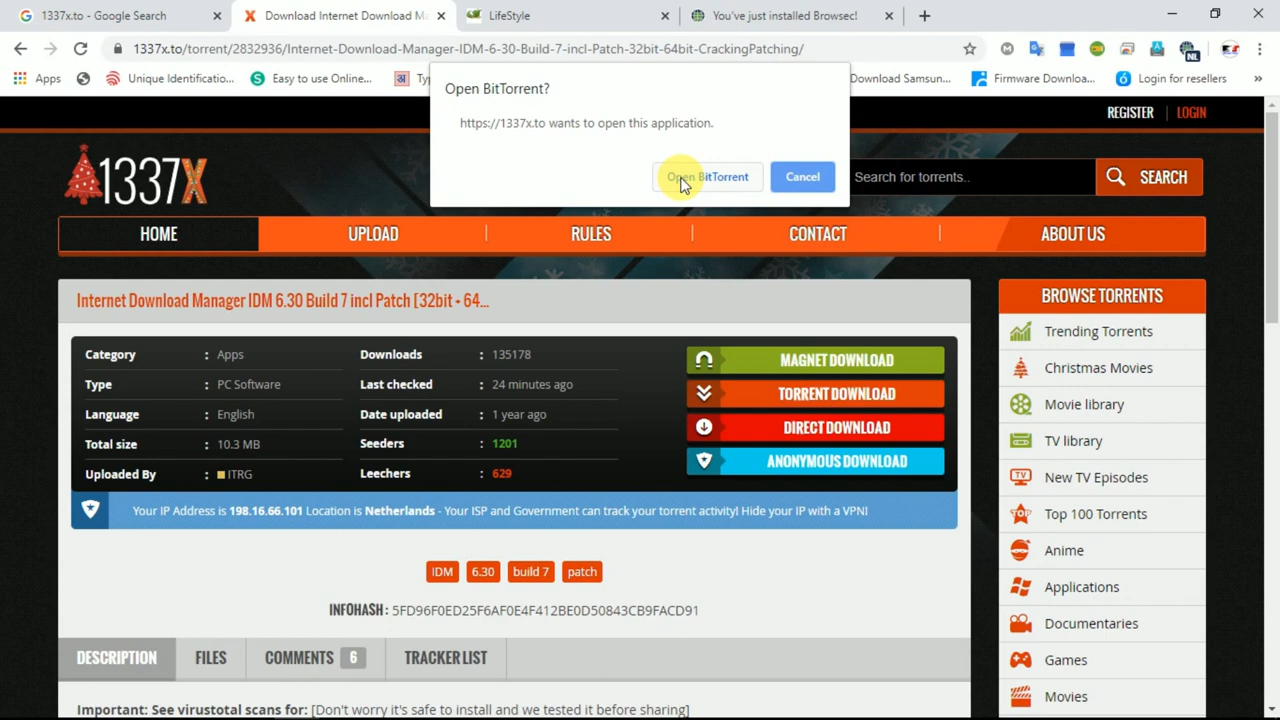 1337x.to - Google Search
Download Internet Download M
LifeStyle
You've just installed Browsec!
1337x.to/torrent/2832936/Internet-Download-Manager-IDM-6-30-Build-7-incl-Patch-32bit-64bit-CrackingPatching/
NL
Apps
Unique Identificatio...
Easy to use Online...
Typ
Download Samsun...
Firmware Downloa...
Login for resellers
»
Open BitTorrent?
https://1337x.to wants to open this application.
Open BitTorrent
Cancel
REGISTER
LOGIN
1337X
Search for torrents..
SEARCH
HOME
UPLOAD
RULES
CONTACT
ABOUT US
Internet Download Manager IDM 6.30 Build 7 incl Patch [32bit + 64...
Category : Apps
Type : PC Software
Language : English
Total size : 10.3 MB
Uploaded By : ITRG
Downloads : 135178
Last checked : 24 minutes ago
Date uploaded : 1 year ago
Seeders : 1201
Leechers : 629
MAGNET DOWNLOAD
TORRENT DOWNLOAD
DIRECT DOWNLOAD
ANONYMOUS DOWNLOAD
Your IP Address is 198.16.66.101 Location is Netherlands - Your ISP and Government can track your torrent activity! Hide your IP with a VPN!
IDM
6.30
build 7
patch
INFOHASH : 5FD96F0ED25F6AF0E4F412BE0D50843CB9FACD91
DESCRIPTION
FILES
COMMENTS 6
TRACKER LIST
Important: See virustotal scans for: [Don't worry it's safe to install and we tested it before sharing]
BROWSE TORRENTS
Trending Torrents
Christmas Movies
Movie library
TV library
New TV Episodes
Top 100 Torrents
Anime
Applications
Documentaries
Games
Movies